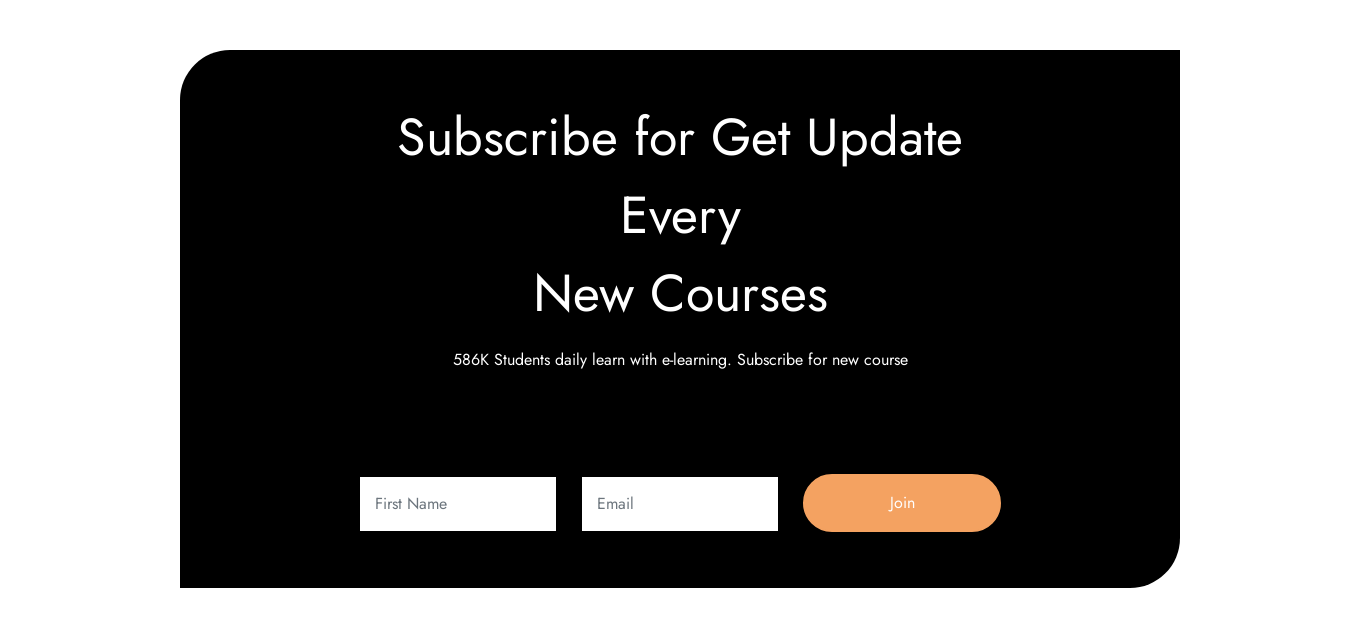 Subscribe for Get Update
Every
New Courses
586K Students daily learn with e-learning. Subscribe for new course
First Name
Email
Join